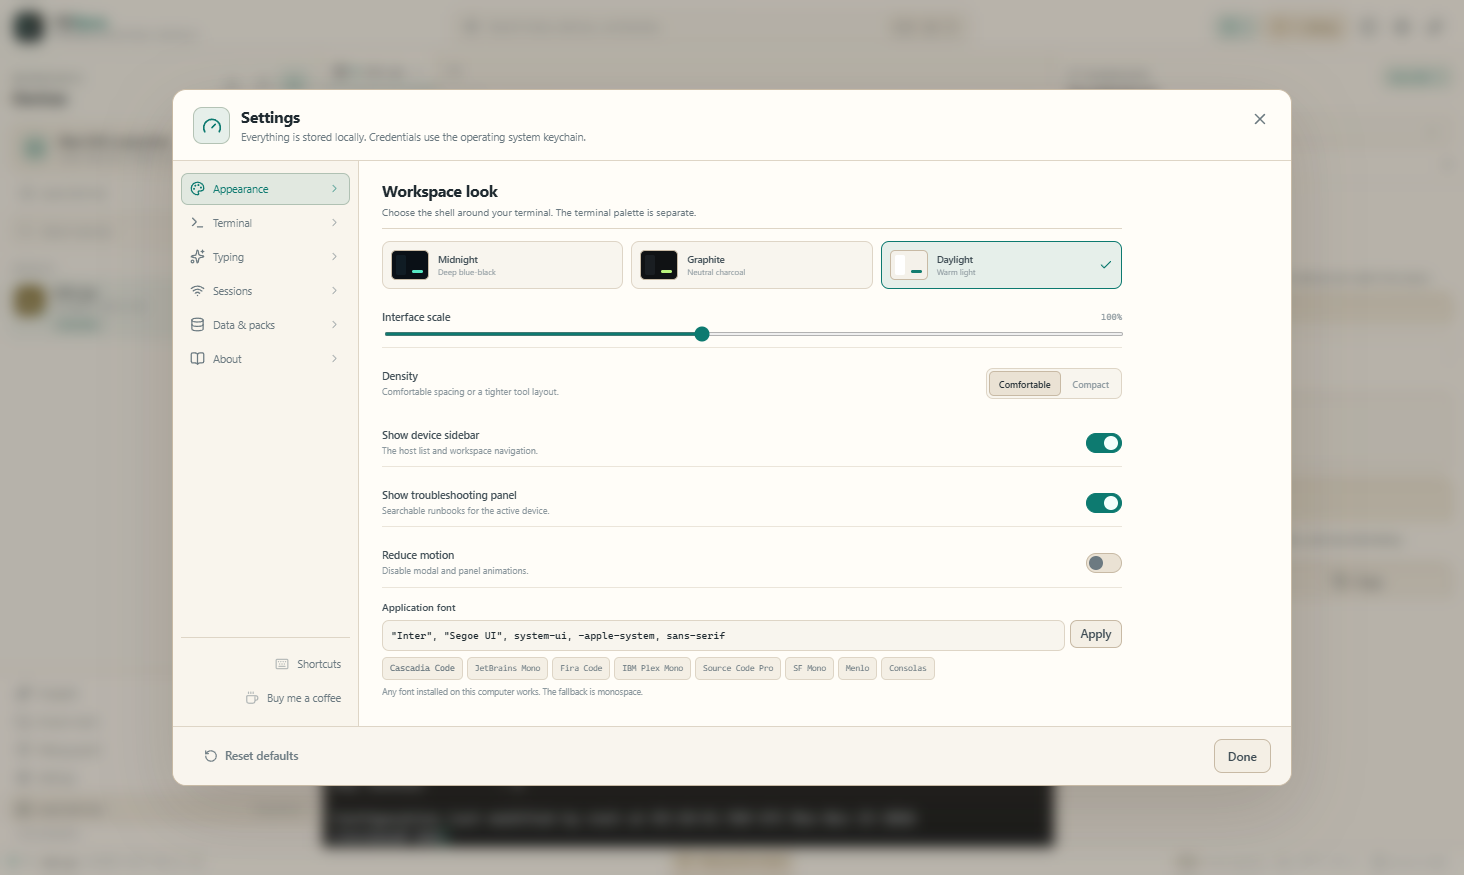 Settings
Everything is stored locally. Credentials use the operating system keychain.
Appearance
Terminal
Typing
Sessions
Data & packs
About
Shortcuts
Buy me a coffee
Workspace look
Choose the shell around your terminal. The terminal palette is separate.
Midnight
Deep blue-black
Graphite
Neutral charcoal
Daylight
Warm light
Interface scale
100%
Density
Comfortable spacing or a tighter tool layout.
Comfortable
Compact
Show device sidebar
The host list and workspace navigation.
Show troubleshooting panel
Searchable runbooks for the active device.
Reduce motion
Disable modal and panel animations.
Application font
"Inter", "Segoe UI", system-ui, -apple-system, sans-serif
Apply
Cascadia Code
JetBrains Mono
Fira Code
IBM Plex Mono
Source Code Pro
SF Mono
Menlo
Consolas
Any font installed on this computer works. The fallback is monospace.
Reset defaults
Done